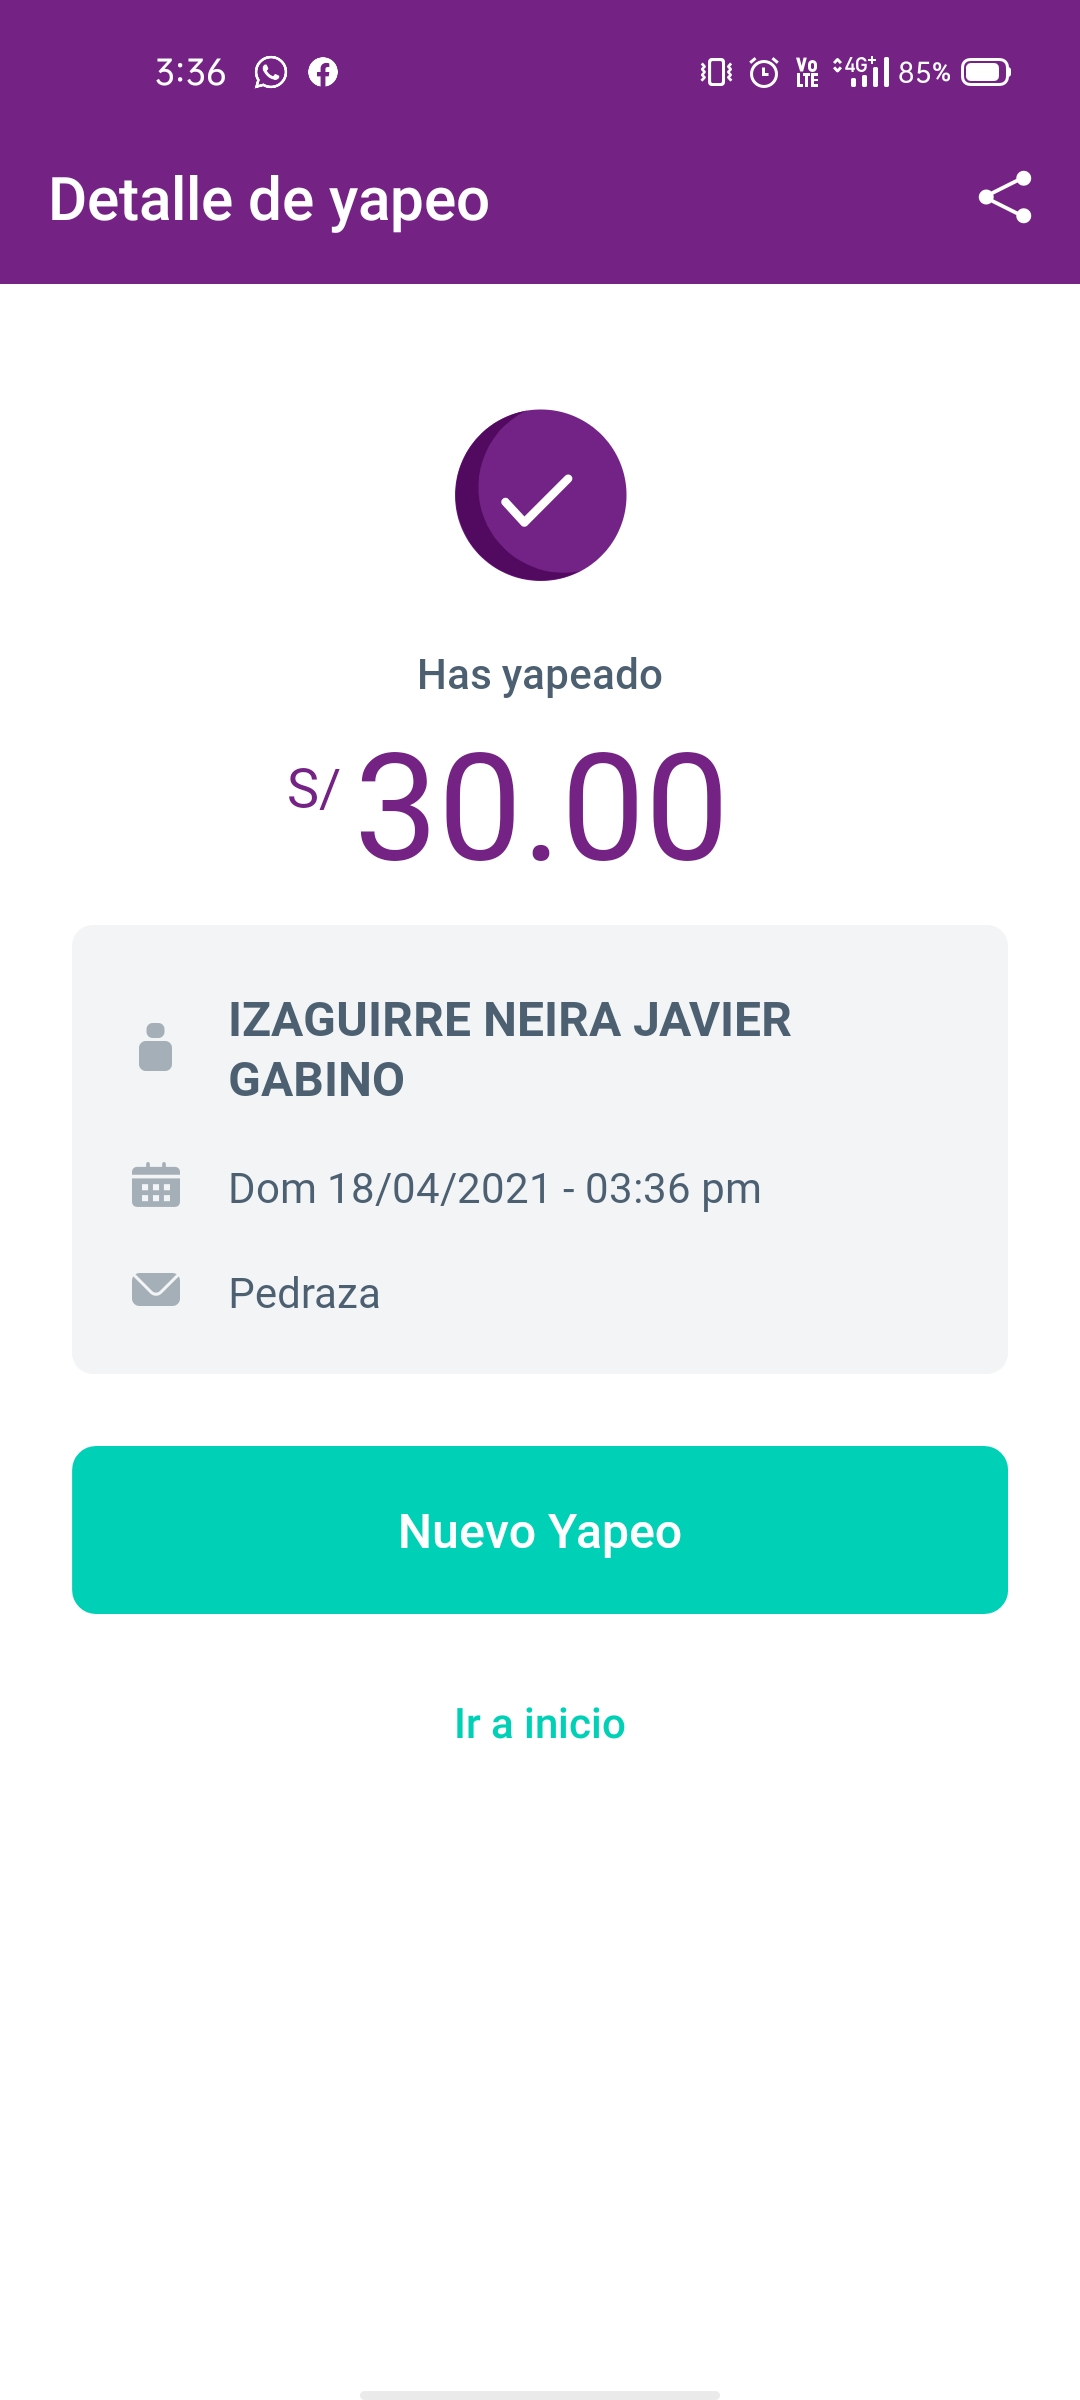 3:36 Vo LTE 4G+ 85%
Detalle de yapeo
Has yapeado
S/ 30.00
IZAGUIRRE NEIRA JAVIER
GABINO
Dom 18/04/2021 - 03:36 pm
Pedraza
Nuevo Yapeo
Ir a inicio